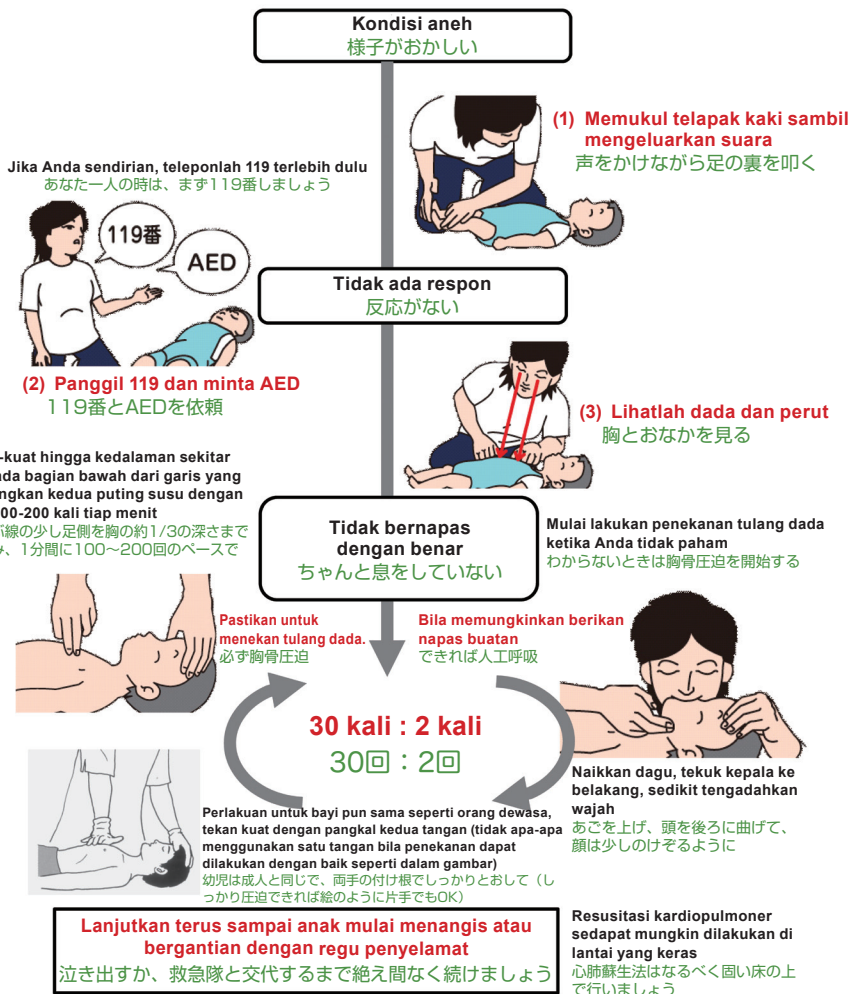 Kondisi aneh
様子がおかしい
(1) Memukul telapak kaki sambil
mengeluarkan suara
声をかけながら足の裏を叩く
Jika Anda sendirian, teleponlah 119 terlebih dulu
あなた一人の時は、まず119番しましょう
119番
AED
Tidak ada respon
反応がない
(2) Panggil 119 dan minta AED
119番とAEDを依頼
(3) Lihatlah dada dan perut
胸とおなかを見る
-kuat hingga kedalaman sekitar
da bagian bawah dari garis yang
ngkan kedua puting susu dengan
00-200 kali tiap menit
線の少し足側を胸の約1/3の深さまで
、1分間に100～200回のペースで
Tidak bernapas
dengan benar
ちゃんと息をしていない
Mulai lakukan penekanan tulang dada
ketika Anda tidak paham
わからないときは胸骨圧迫を開始する
Pastikan untuk
menekan tulang dada.
必ず胸骨圧迫
Bila memungkinkan berikan
napas buatan
できれば人工呼吸
30 kali : 2 kali
30回：2回
Naikkan dagu, tekuk kepala ke
belakang, sedikit tengadahkan
wajah
あごを上げ、頭を後ろに曲げて、
顔は少しのけぞるように
Perlakuan untuk bayi pun sama seperti orang dewasa,
tekan kuat dengan pangkal kedua tangan (tidak apa-apa
menggunakan satu tangan bila penekanan dapat
dilakukan dengan baik seperti dalam gambar)
幼児は成人と同じで、両手の付け根でしっかりとおして（し
っかり圧迫できれば絵のように片手でもOK）
Lanjutkan terus sampai anak mulai menangis atau
bergantian dengan regu penyelamat
泣き出すか、救急隊と交代するまで絶え間なく続けましょう
Resusitasi kardiopulmoner
sedapat mungkin dilakukan di
lantai yang keras
心肺蘇生法はなるべく固い床の上
で行いましょう